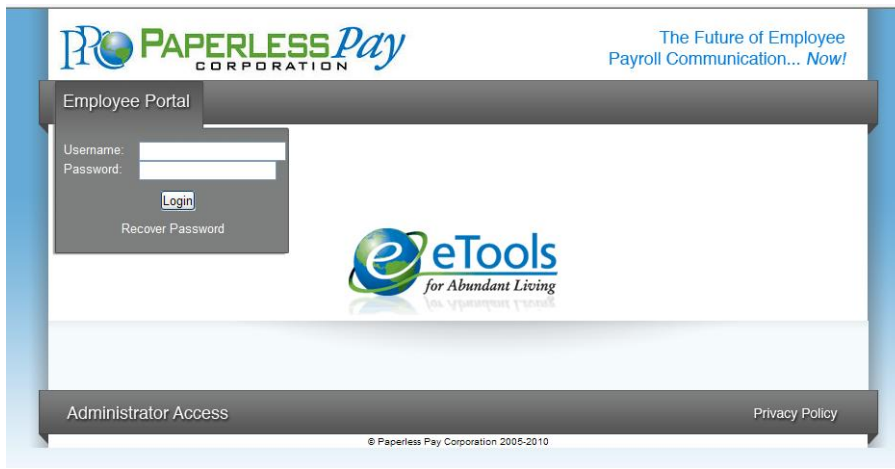 PPC PAPERLESS Pay
CORPORATION
The Future of Employee
Payroll Communication... Now!
Employee Portal
Username:
Password:
Login
Recover Password
e eTools
for Abundant Living
Administrator Access
Privacy Policy
© Paperless Pay Corporation 2005-2010